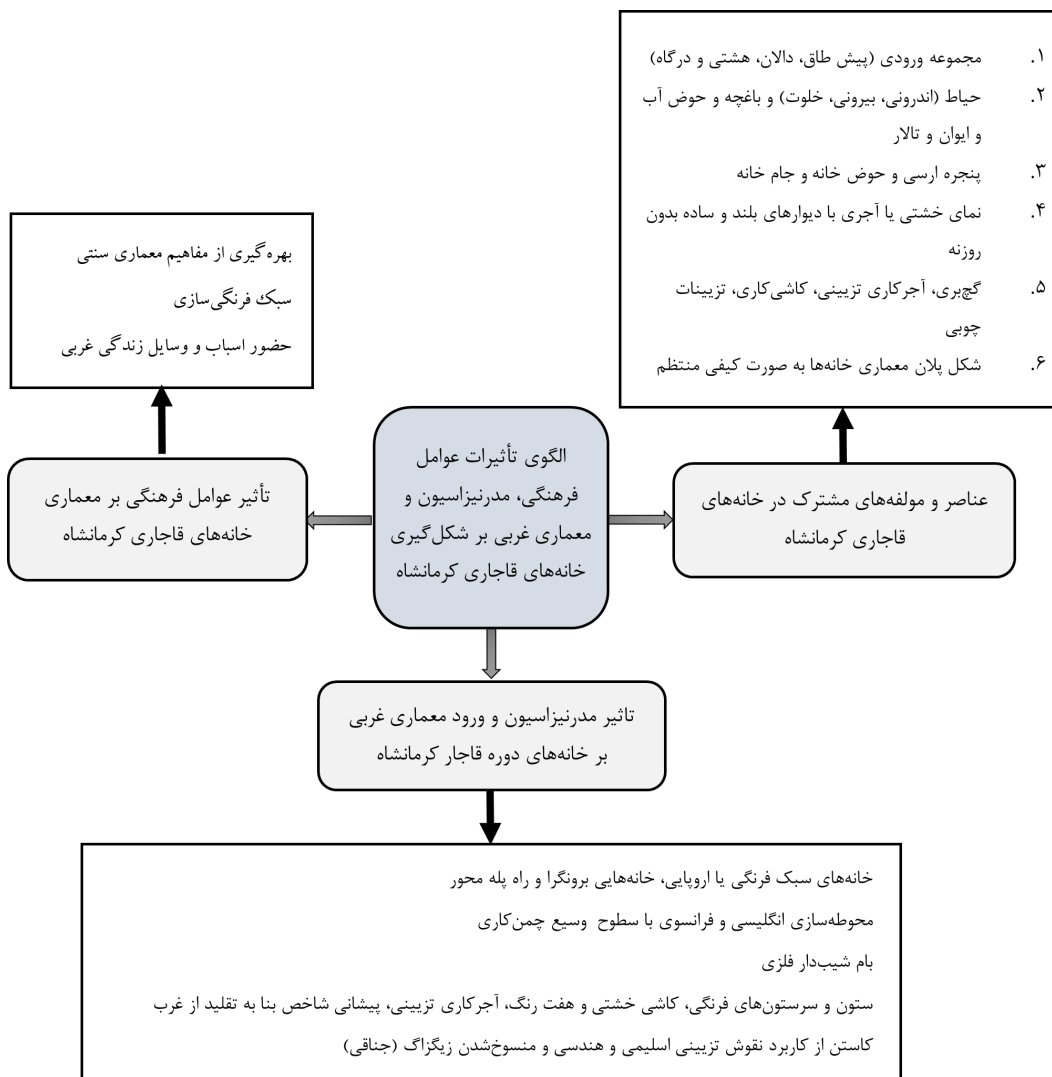 ۱. مجموعه ورودی (پیش طاق، دالان، هشتی و درگاه)
۲. حیاط (اندرونی، بیرونی، خلوت) و باغچه و حوض آب
و ایوان و تالار
۳. پنجره ارسی و حوض خانه و جام خانه
۴. نمای خشتی یا آجری با دیوارهای بلند و ساده بدون
روزنه
۵. گچ‌بری، آجرکاری تزیینی، کاشی‌کاری، تزیینات
چوبی
۶. شکل پلان معماری خانه‌ها به صورت کیفی منتظم
بهره‌گیری از مفاهیم معماری سنتی
سبک فرنگی‌سازی
حضور اسباب و وسایل زندگی غربی
عناصر و مولفه‌های مشترک در خانه‌های
قاجاری کرمانشاه
الگوی تأثیرات عوامل
فرهنگی، مدرنیزاسیون و
معماری غربی بر شکل‌گیری
خانه‌های قاجاری کرمانشاه
تأثیر عوامل فرهنگی بر معماری
خانه‌های قاجاری کرمانشاه
تاثیر مدرنیزاسیون و ورود معماری غربی
بر خانه‌های دوره قاجار کرمانشاه
خانه‌های سبک فرنگی یا اروپایی، خانه‌هایی برونگرا و راه پله محور
محوطه‌سازی انگلیسی و فرانسوی با سطوح وسیع چمن‌کاری
بام شیب‌دار فلزی
ستون و سرستون‌های فرنگی، کاشی خشتی و هفت رنگ، آجرکاری تزیینی، پیشانی شاخص بنا به تقلید از غرب
کاستن از کاربرد نقوش تزیینی اسلیمی و هندسی و منسوخ‌شدن زیگزاگ (جناقی)